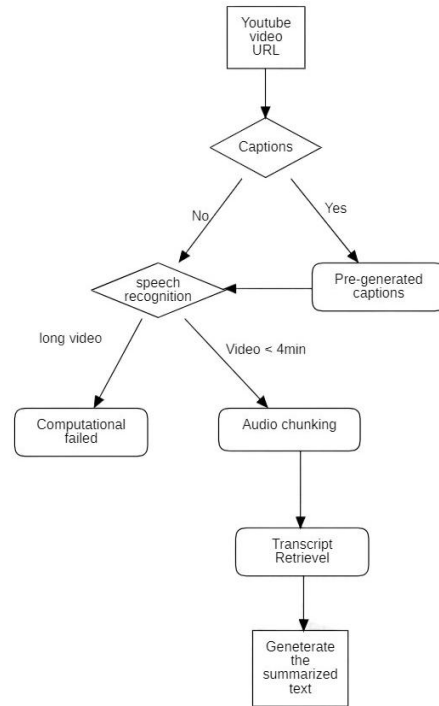 Youtube
video
URL
Captions
No
Yes
speech
recognition
Pre-generated
captions
long video
Video < 4min
Computational
failed
Audio chunking
Transcript
Retrievel
Geneterate
the
summarized
text